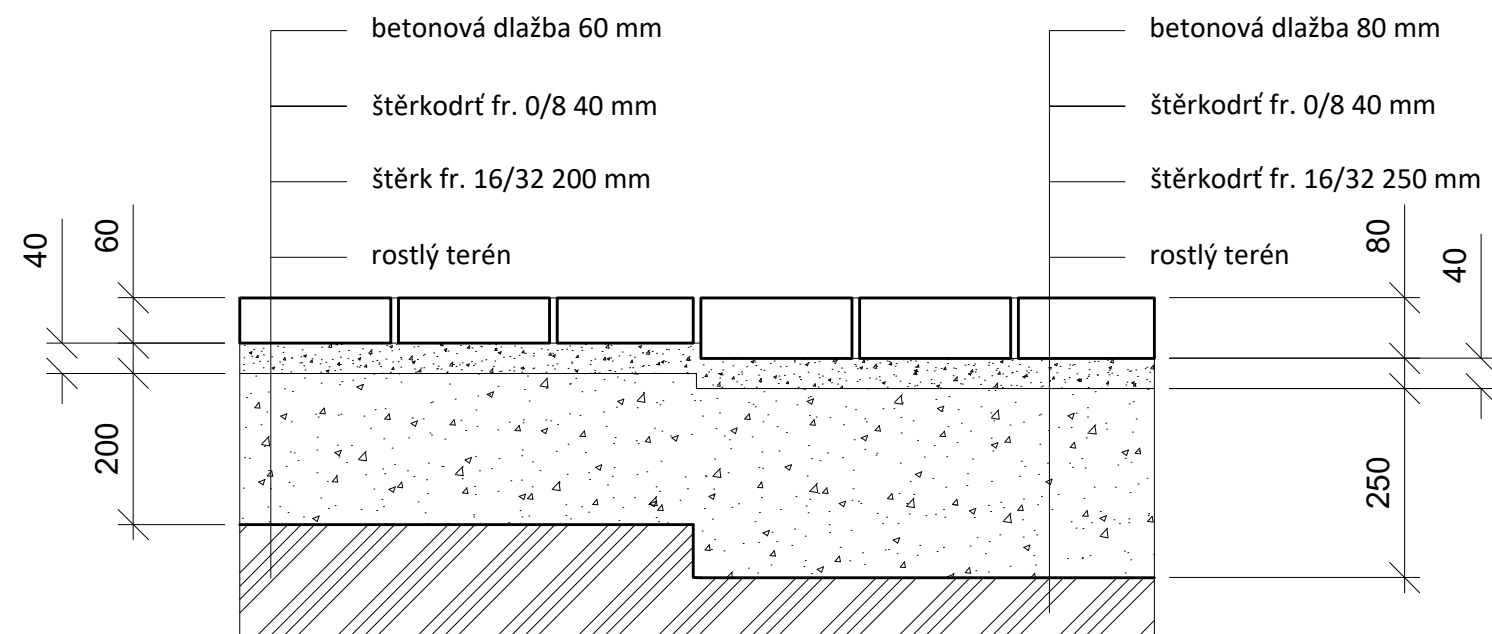 betonová dlažba 60 mm
štěrkodrť fr. 0/8 40 mm
štěrk fr. 16/32 200 mm
rostlý terén
betonová dlažba 80 mm
štěrkodrť fr. 0/8 40 mm
štěrkodrť fr. 16/32 250 mm
rostlý terén
40
60
200
80
40
250